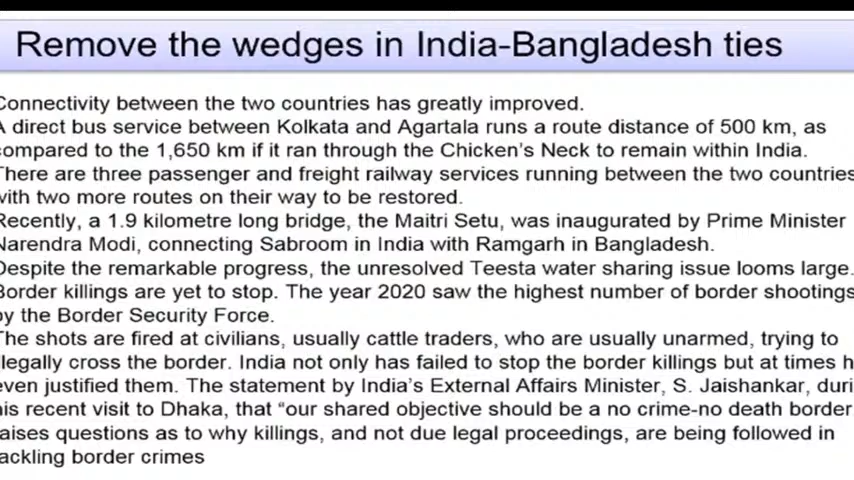 Remove the wedges in India-Bangladesh ties
Connectivity between the two countries has greatly improved.
A direct bus service between Kolkata and Agartala runs a route distance of 500 km, as
compared to the 1,650 km if it ran through the Chicken's Neck to remain within India.
There are three passenger and freight railway services running between the two countries
with two more routes on their way to be restored.
Recently, a 1.9 kilometre long bridge, the Maitri Setu, was inaugurated by Prime Minister
Narendra Modi, connecting Sabroom in India with Ramgarh in Bangladesh.
Despite the remarkable progress, the unresolved Teesta water sharing issue looms large.
Border killings are yet to stop. The year 2020 saw the highest number of border shootings
by the Border Security Force.
The shots are fired at civilians, usually cattle traders, who are usually unarmed, trying to
llegally cross the border. India not only has failed to stop the border killings but at times h
even justified them. The statement by India's External Affairs Minister, S. Jaishankar, duri
his recent visit to Dhaka, that "our shared objective should be a no crime-no death border
raises questions as to why killings, and not due legal proceedings, are being followed in
tackling border crimes